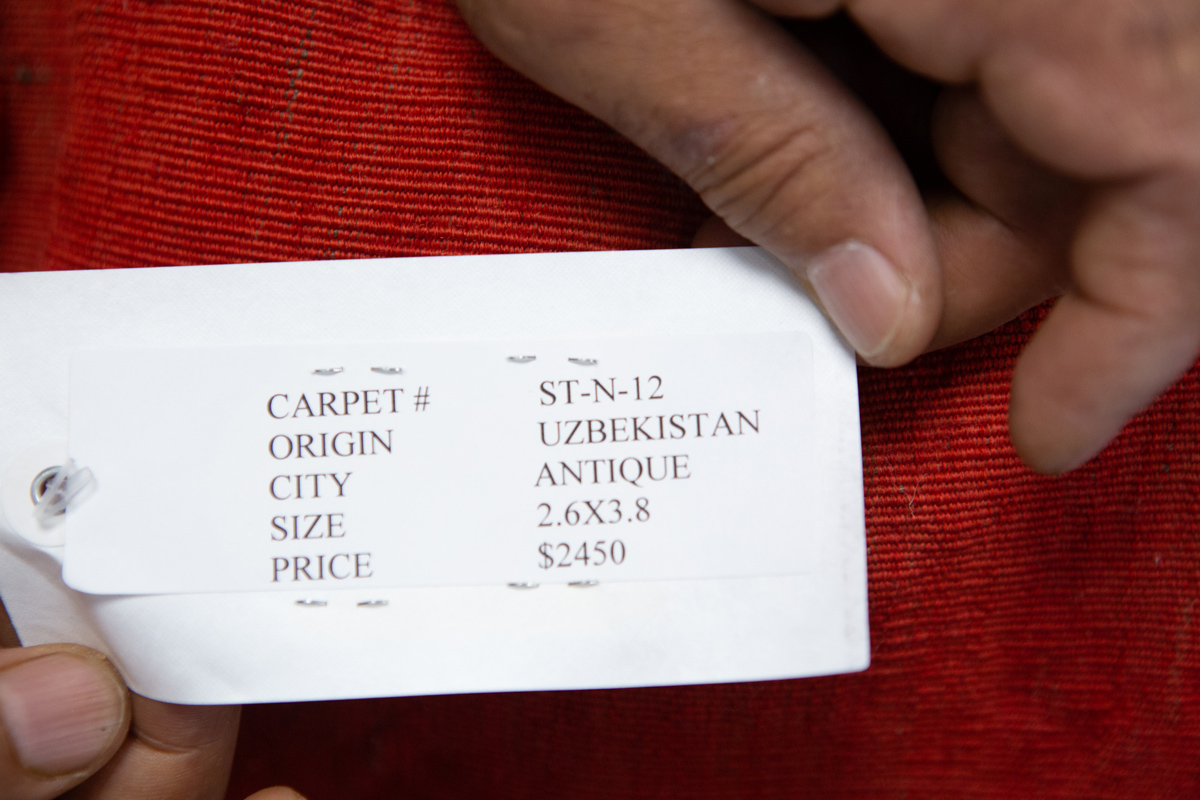 CARPET # ST-N-12
ORIGIN UZBEKISTAN
CITY ANTIQUE
SIZE 2.6X3.8
PRICE $2450